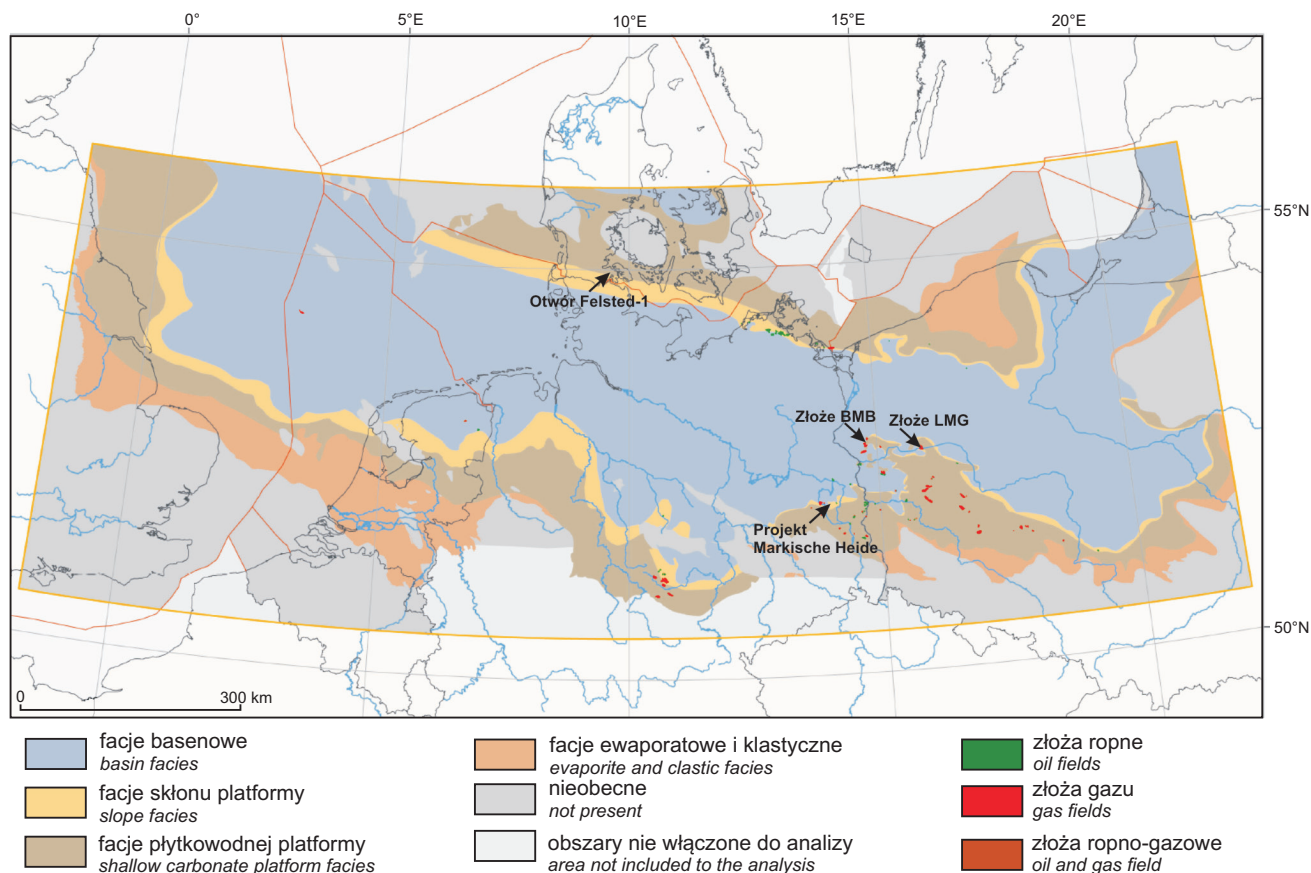 0°
5°E
10°E
15°E
20°E
55°N
Otwór Felsted-1
Złoże BMB
Złoże LMG
Projekt
Markische Heide
50°N
0
300 km
facje basenowe
basin facies
facje skłonu platformy
slope facies
facje płytkowodnej platformy
shallow carbonate platform facies
facje ewaporatowe i klastyczne
evaporite and clastic facies
nieobecne
not present
obszary nie włączone do analizy
area not included to the analysis
złoża ropne
oil fields
złoża gazu
gas fields
złoża ropno-gazowe
oil and gas field